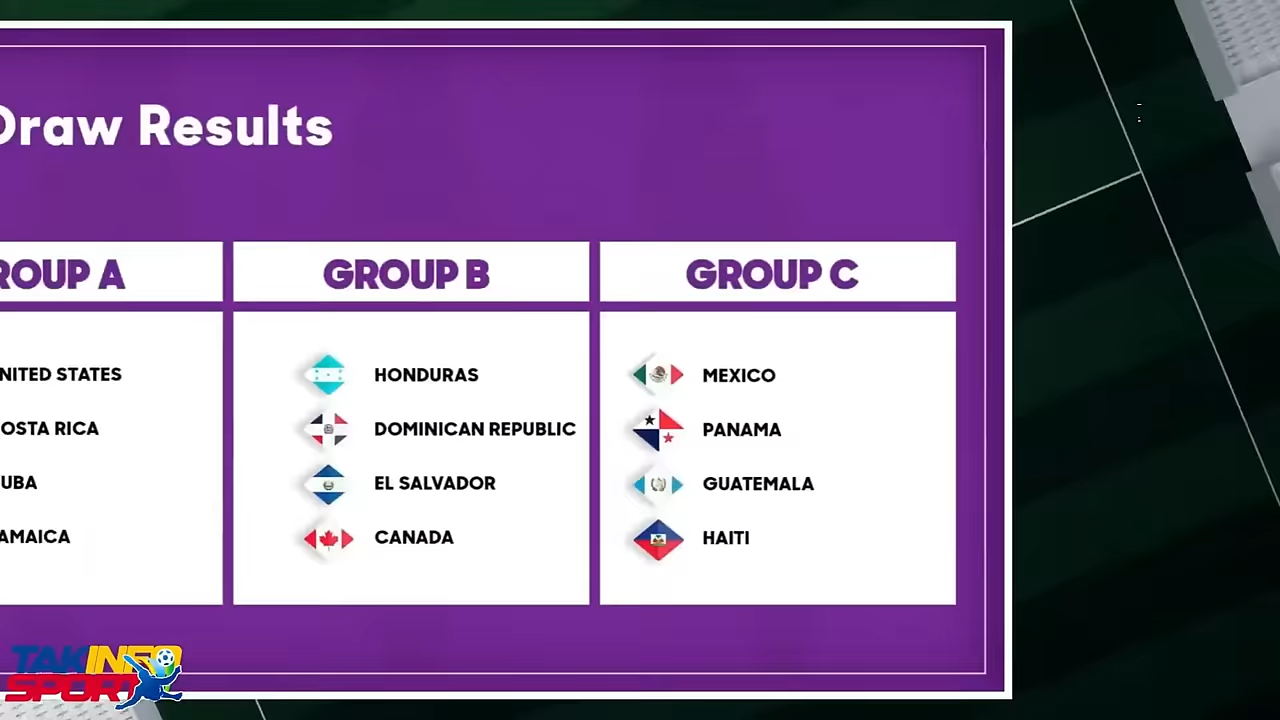 Draw Results
ROUP A
NITED STATES
OSTA RICA
UBA
AMAICA
GROUP B
HONDURAS
DOMINICAN REPUBLIC
EL SALVADOR
CANADA
GROUP C
MEXICO
PANAMA
GUATEMALA
HAITI
TAKINFO
SPORT